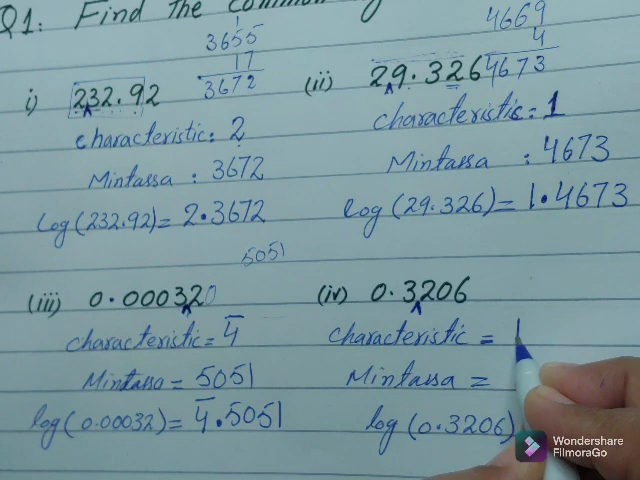 Q1: Find the common
3655
17
3672
4669
4
4673
i) 232.92
characteristic: 2
Mintassa : 3672
log(232.92) = 2.3672
(ii) 29.326
characteristic: 1
Mintassa : 4673
log(29.326) = 1.4673
5051
(iii) 0.000320
characteristic = 4̅
Mintassa = 5051
log(0.00032) = 4̅.5051
(iv) 0.3206
characteristic = 1
Mintassa =
log(0.3206)
Wondershare
FilmoraGo